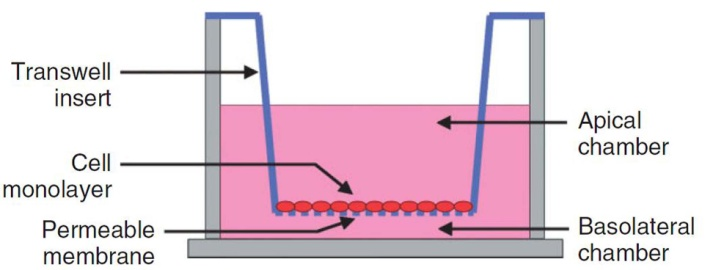 Transwell
insert
Apical
chamber
Cell
monolayer
Permeable
membrane
Basolateral
chamber